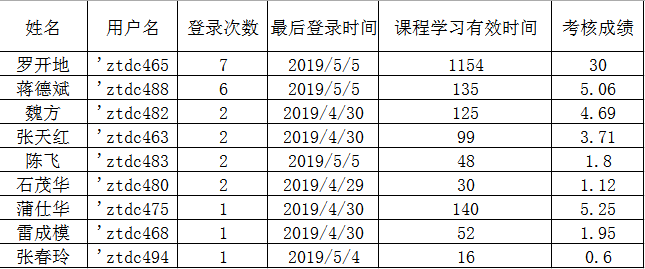 姓名 用户名 登录次数 最后登录时间 课程学习有效时间 考核成绩
罗开地 'ztdc465 7 2019/5/5 1154 30
蒋德斌 'ztdc488 6 2019/5/5 135 5.06
魏方 'ztdc482 2 2019/4/30 125 4.69
张天红 'ztdc463 2 2019/4/30 99 3.71
陈飞 'ztdc483 2 2019/5/5 48 1.8
石茂华 'ztdc480 2 2019/4/29 30 1.12
蒲仕华 'ztdc475 1 2019/4/30 140 5.25
雷成模 'ztdc468 1 2019/4/30 52 1.95
张春玲 'ztdc494 1 2019/5/4 16 0.6